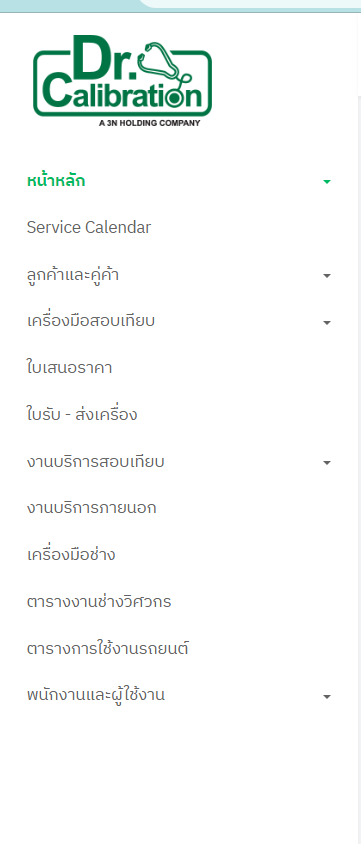 Dr.
Calibration
A 3N HOLDING COMPANY
หน้าหลัก
Service Calendar
ลูกค้าและคู่ค้า
เครื่องมือสอบเทียบ
ใบเสนอราคา
ใบรับ - ส่งเครื่อง
งานบริการสอบเทียบ
งานบริการภายนอก
เครื่องมือช่าง
ตารางงานช่างวิศวกร
ตารางการใช้งานรถยนต์
พนักงานและผู้ใช้งาน